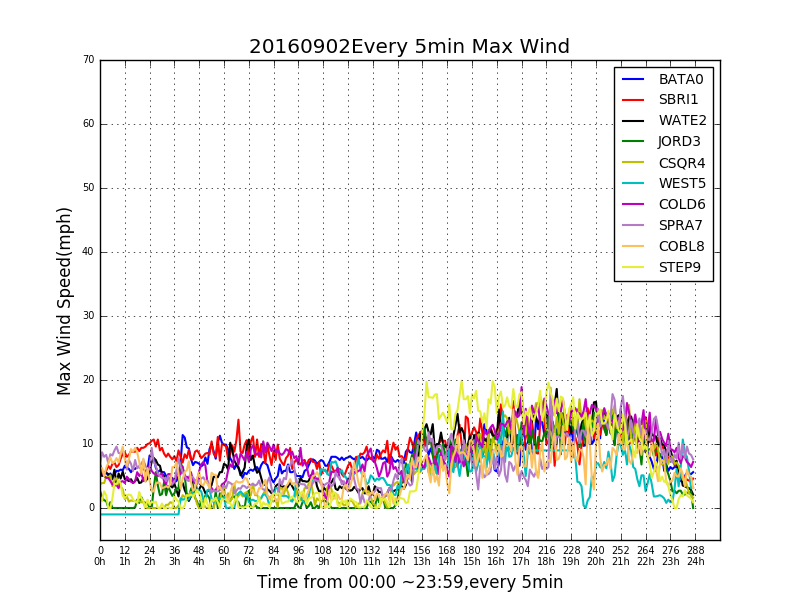 20160902Every 5min Max Wind
70
60
50
40
30
20
10
0
Max Wind Speed(mph)
BATA0
SBRI1
WATE2
JORD3
CSQR4
WEST5
COLD6
SPRA7
COBL8
STEP9
0 12 24 36 48 60 72 84 96 108 120 132 144 156 168 180 192 204 216 228 240 252 264 276 288
0h 1h 2h 3h 4h 5h 6h 7h 8h 9h 10h 11h 12h 13h 14h 15h 16h 17h 18h 19h 20h 21h 22h 23h 24h
Time from 00:00 ~23:59,every 5min